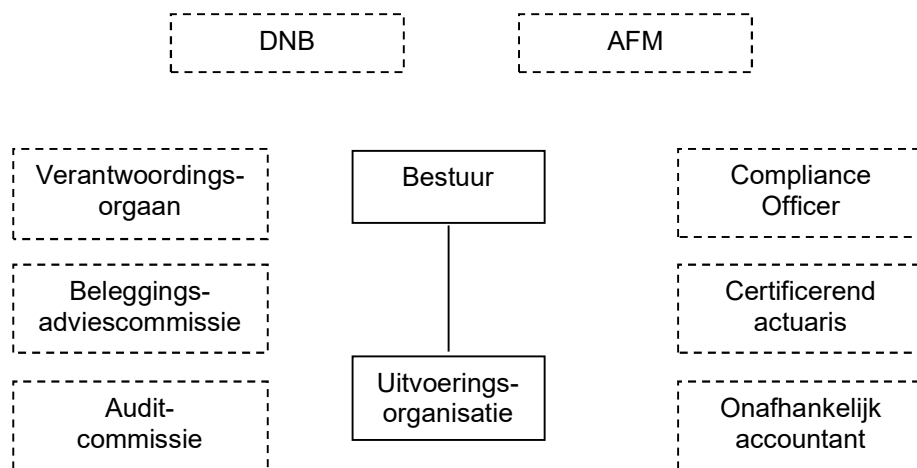 DNB
AFM
Verantwoordings-
orgaan
Bestuur
Compliance
Officer
Beleggings-
adviescommissie
Certificerend
actuaris
Audit-
commissie
Uitvoerings-
organisatie
Onafhankelijk
accountant